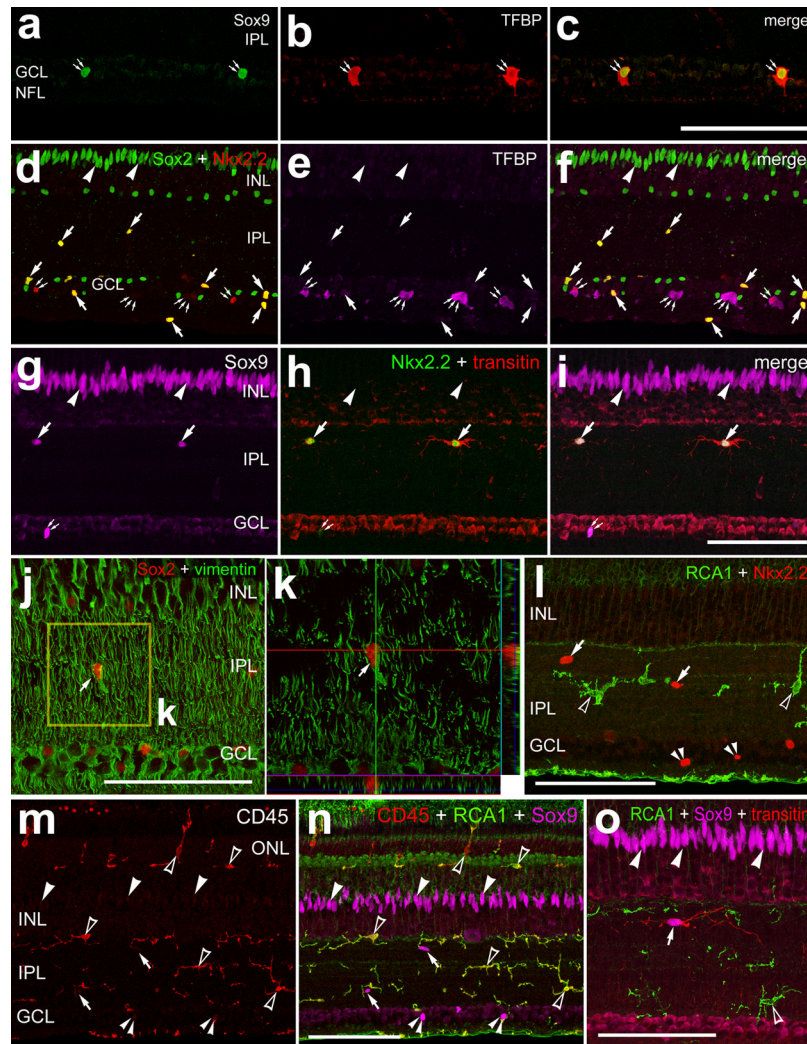 a
Sox9
IPL
GCL
NFL
b
TFBP
c
merge
d
Sox2 + Nkx2.2
INL
IPL
GCL
e
TFBP
f
merge
g
Sox9
INL
IPL
GCL
h
Nkx2.2 + transitin
i
merge
j
Sox2 + vimentin
INL
IPL
k
GCL
k
l
RCA1 + Nkx2.2
INL
IPL
GCL
m
CD45
ONL
INL
IPL
GCL
n
CD45 + RCA1 + Sox9
o
RCA1 + Sox9 + transitin